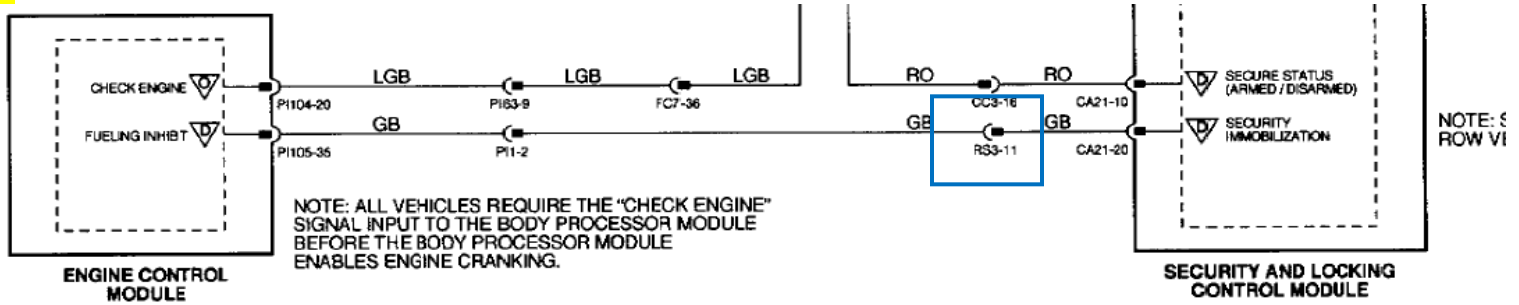 LGB LGB LGB RO RO
CHECK ENGINE O D SECURE STATUS
(ARMED / DISARMED)
PI104-20 PI63-9 FC7-36 CC3-16 CA21-10
GB GB GB
FUELING INHIBT D D SECURITY
IMMOBILIZATION
PI105-35 PI1-2 RS3-11 CA21-20
NOTE: S
ROW VE
NOTE: ALL VEHICLES REQUIRE THE “CHECK ENGINE”
SIGNAL INPUT TO THE BODY PROCESSOR MODULE
BEFORE THE BODY PROCESSOR MODULE
ENABLES ENGINE CRANKING.
ENGINE CONTROL
MODULE
SECURITY AND LOCKING
CONTROL MODULE